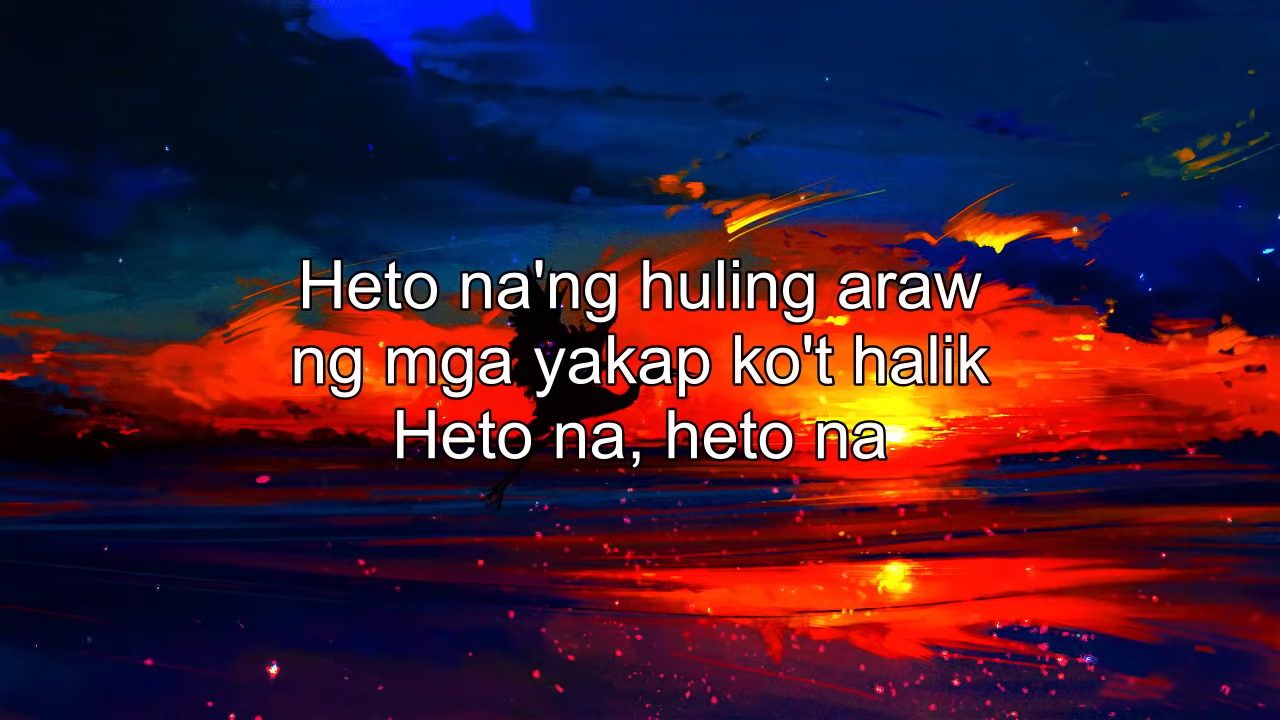 Heto na'ng huling araw
ng mga yakap ko't halik
Heto na, heto na